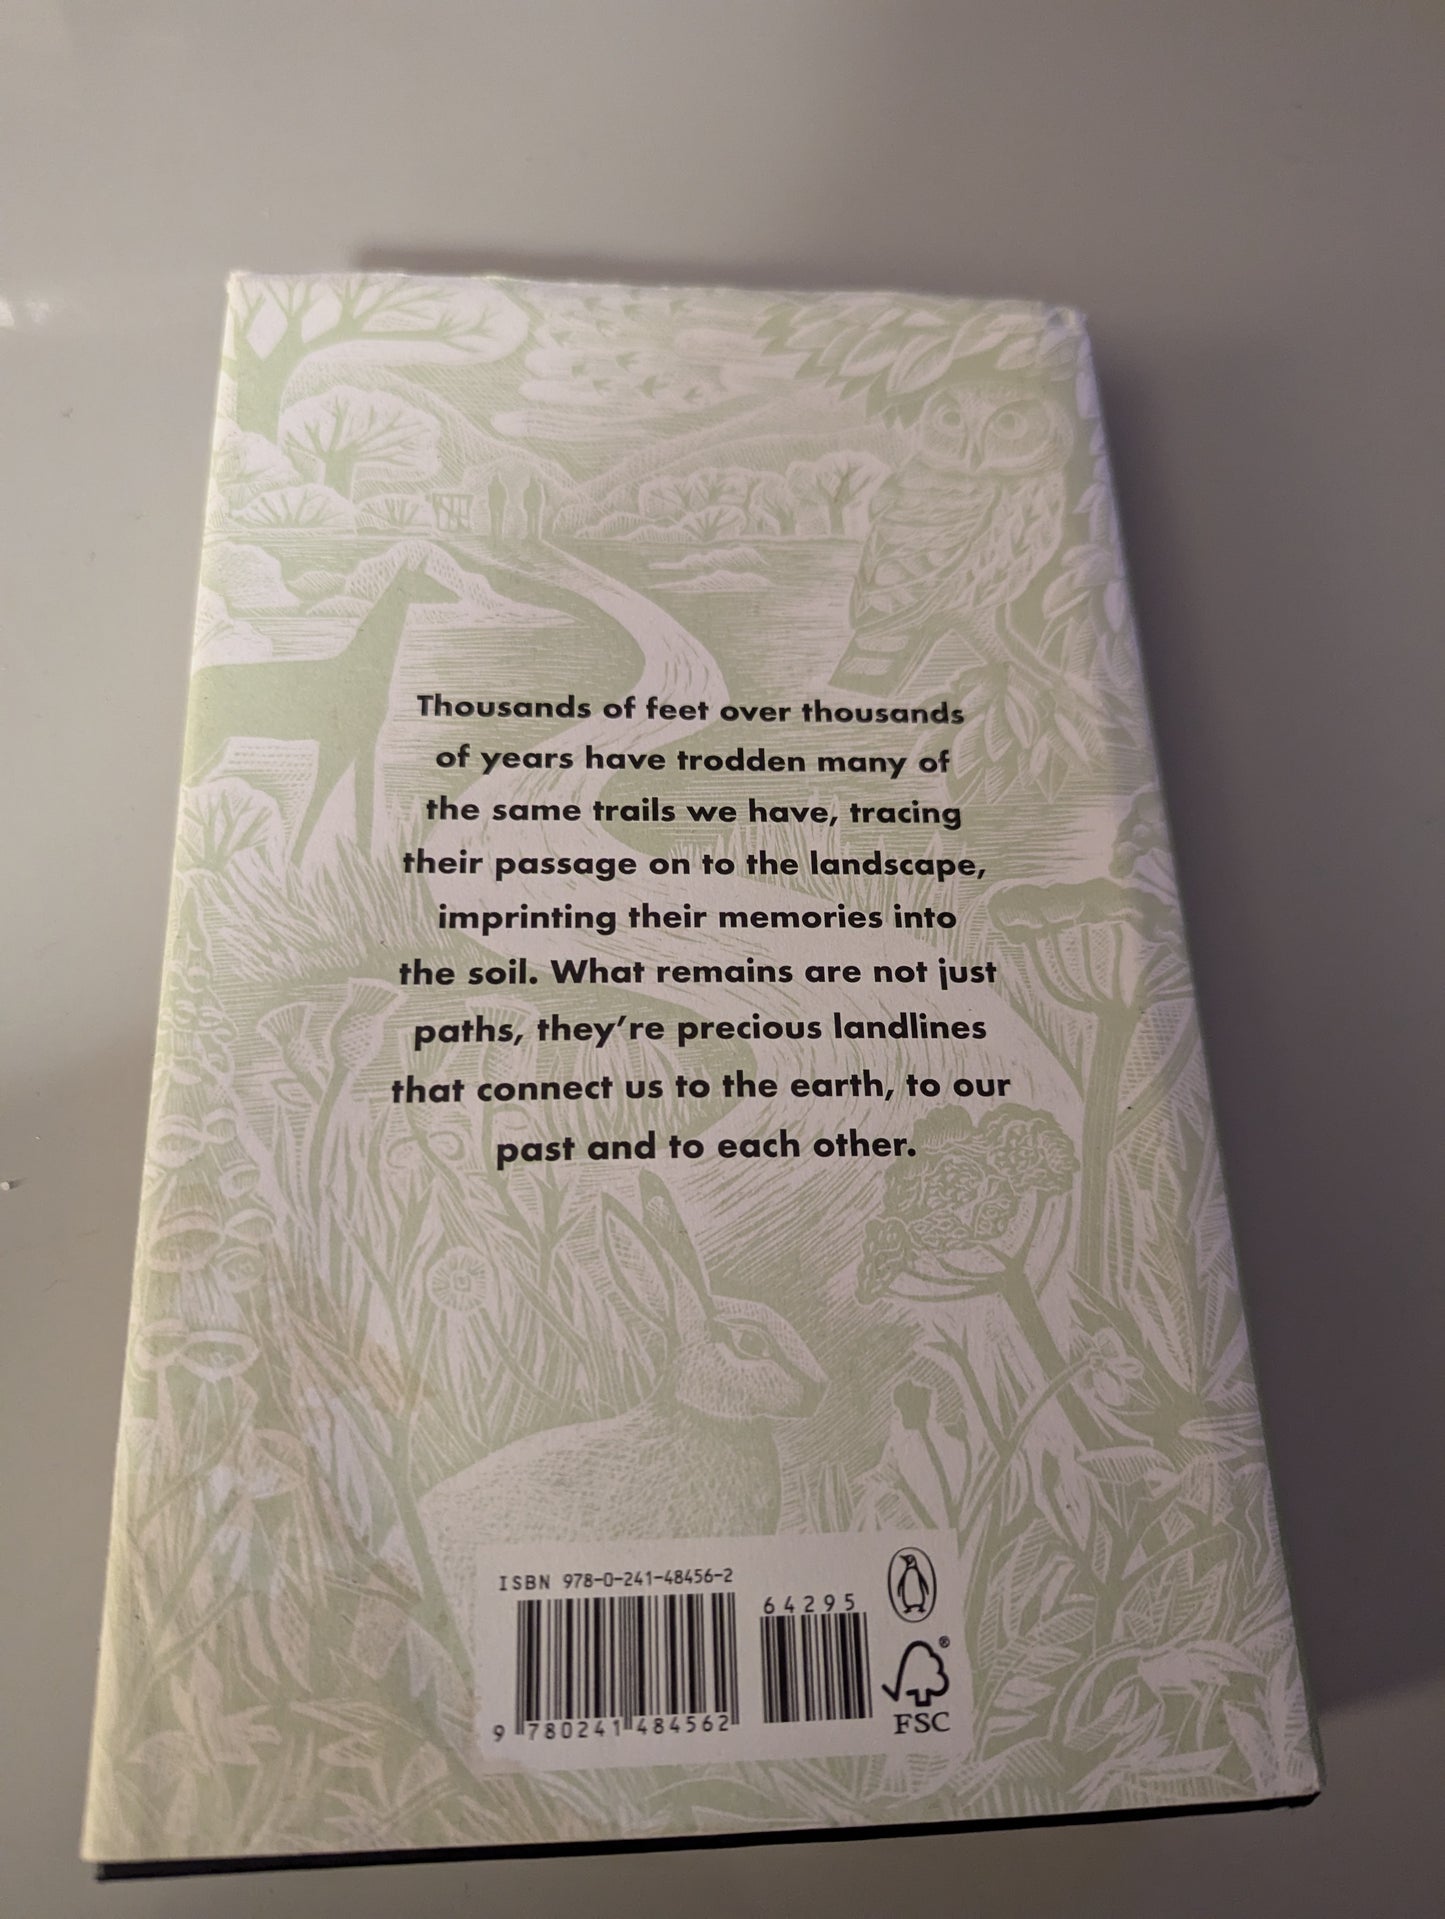 Thousands of feet over thousands
of years have trodden many of
the same trails we have, tracing
their passage on to the landscape,
imprinting their memories into
the soil. What remains are not just
paths, they're precious landlines
that connect us to the earth, to our
past and to each other.
ISBN 978-0-241-48456-2
64295
9 780241 484562
®
FSC